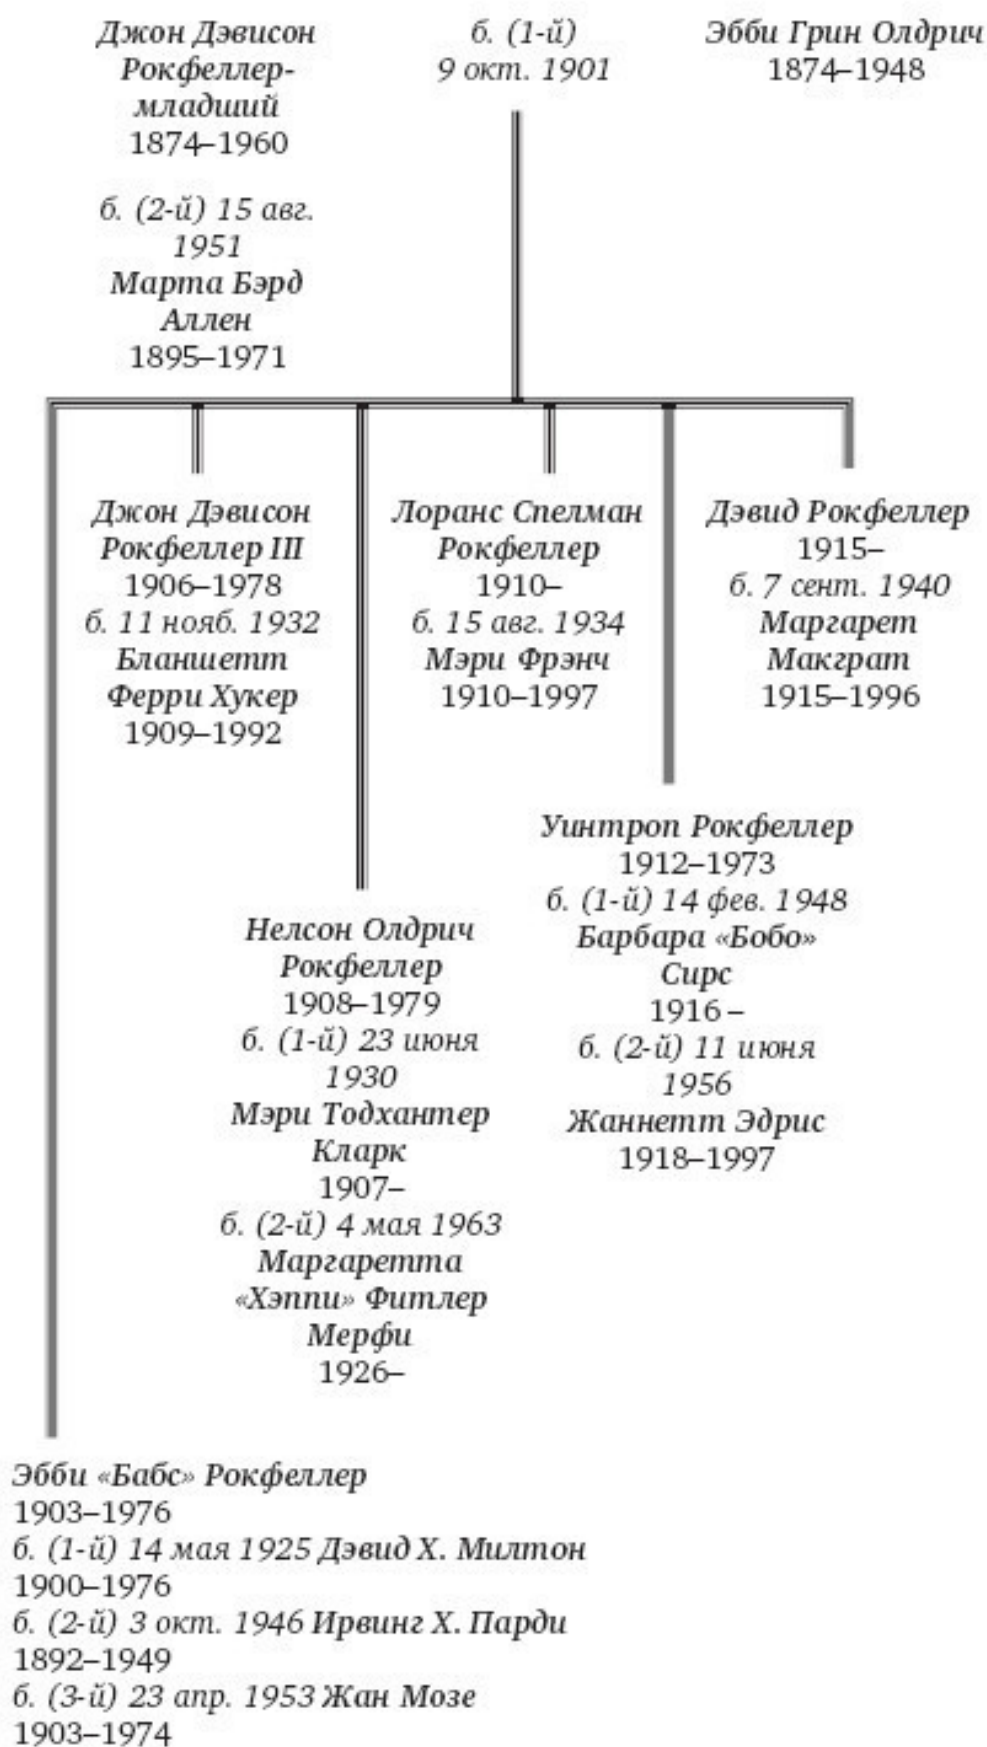 Джон Дэвисон
Рокфеллер-
младший
1874–1960
б. (2-й) 15 авг.
1951
Марта Бэрд
Аллен
1895–1971
б. (1-й)
9 окт. 1901
Эбби Грин Олдрич
1874–1948
Джон Дэвисон
Рокфеллер III
1906–1978
б. 11 нояб. 1932
Бланшетт
Ферри Хукер
1909–1992
Лоранс Спелман
Рокфеллер
1910–
б. 15 авг. 1934
Мэри Фрэнч
1910–1997
Дэвид Рокфеллер
1915–
б. 7 сент. 1940
Маргарет
Макграт
1915–1996
Нелсон Олдрич
Рокфеллер
1908–1979
б. (1-й) 23 июня
1930
Мэри Тодхантер
Кларк
1907–
б. (2-й) 4 мая 1963
Маргаретта
«Хэппи» Фитлер
Мерфи
1926–
Уинтроп Рокфеллер
1912–1973
б. (1-й) 14 фев. 1948
Барбара «Бобо»
Сирс
1916 –
б. (2-й) 11 июня
1956
Жаннетт Эдрис
1918–1997
Эбби «Бабс» Рокфеллер
1903–1976
б. (1-й) 14 мая 1925 Дэвид Х. Милтон
1900–1976
б. (2-й) 3 окт. 1946 Ирвинг Х. Парди
1892–1949
б. (3-й) 23 апр. 1953 Жан Мозе
1903–1974